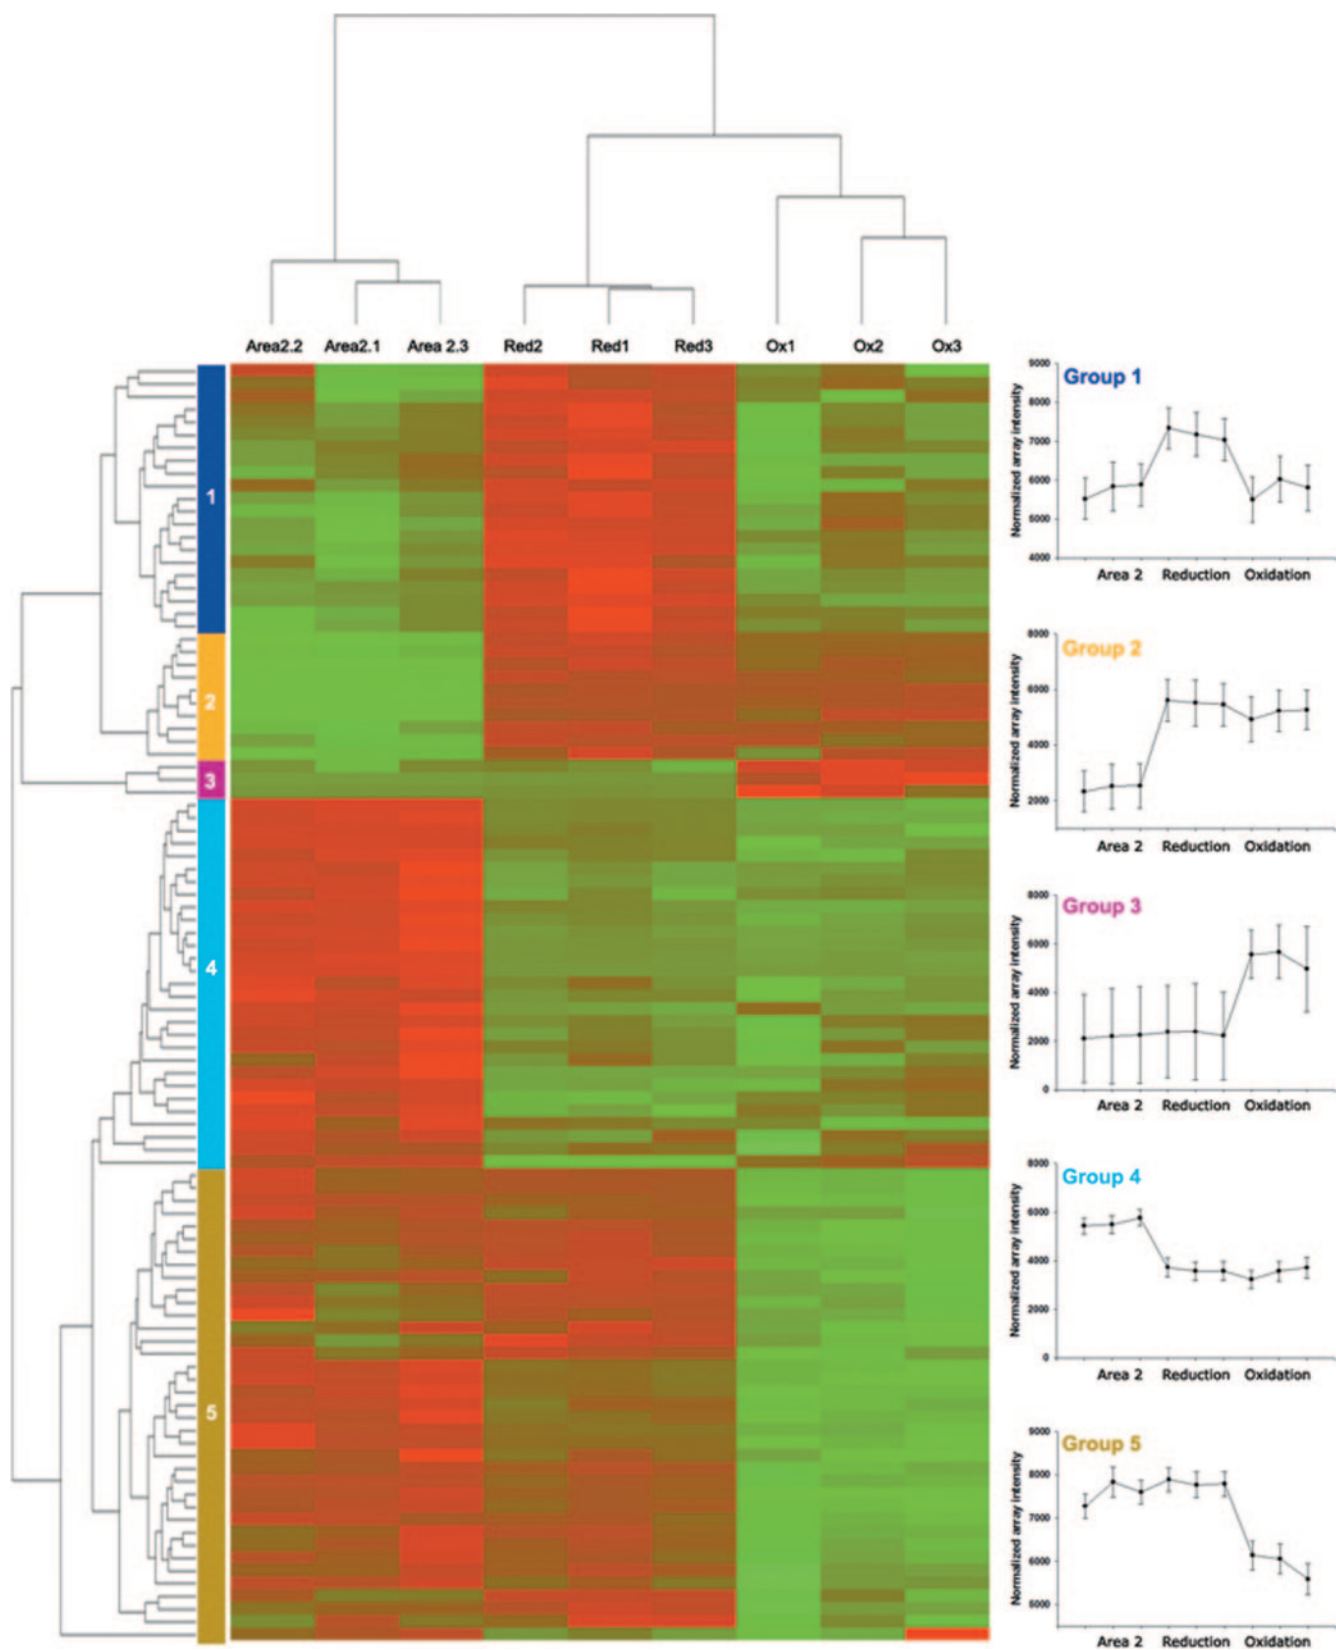 Area2.2 Area2.1 Area 2.3 Red2 Red1 Red3 Ox1 Ox2 Ox3
1
2
3
4
5
Group 1
Normalized array intensity
9000
8000
7000
6000
5000
4000
Area 2 Reduction Oxidation
Group 2
Normalized array intensity
8000
6000
4000
2000
Area 2 Reduction Oxidation
Group 3
Normalized array intensity
8000
6000
4000
2000
0
Area 2 Reduction Oxidation
Group 4
Normalized array intensity
8000
6000
4000
2000
0
Area 2 Reduction Oxidation
Group 5
Normalized array intensity
9000
8000
7000
6000
5000
Area 2 Reduction Oxidation